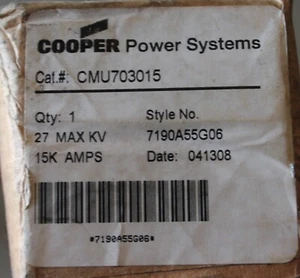 COOPER Power Systems
Cat.#: CMU703015
Qty: 1 Style No.
27 MAX KV 7190A55G06
15K AMPS Date: 041308
*7190A55G06*